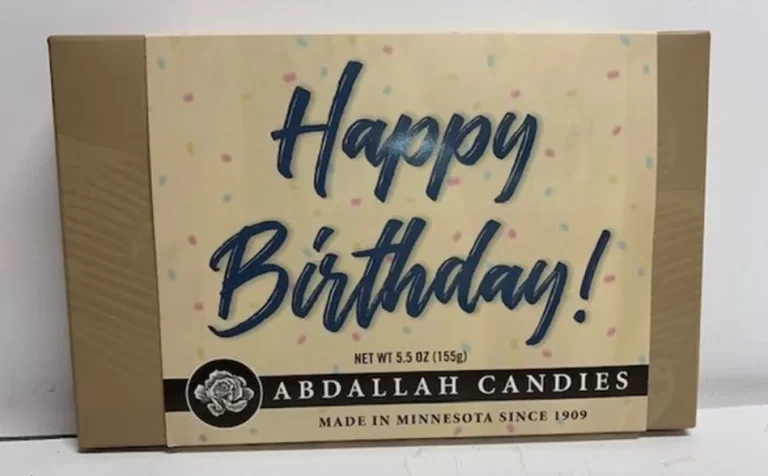 Happy
Birthday!
NET WT 5.5 OZ (155g)
ABDALLAH CANDIES
MADE IN MINNESOTA SINCE 1909